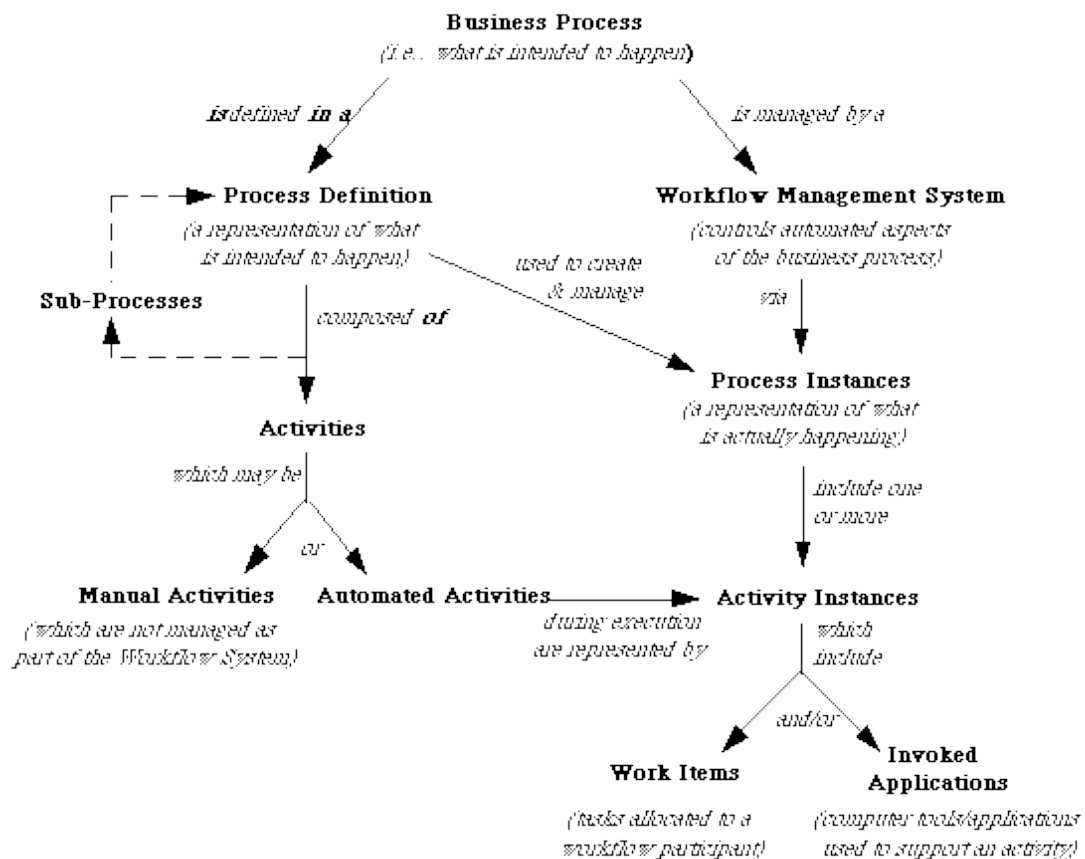 Business Process
(i.e., what is intended to happen)
is defined in a
is managed by a
Process Definition
(a representation of what
is intended to happen)
Workflow Management System
(controls automated aspects
of the business process)
used to create
& manage
via
Sub-Processes
composed of
Process Instances
(a representation of what
is actually happening)
Activities
which may be
include one
or more
or
Manual Activities
(which are not managed as
part of the Workflow System)
Automated Activities
during execution
are represented by
Activity Instances
which
include
and/or
Work Items
(tasks allocated to a
workflow participant)
Invoked
Applications
(computer tools/applications
used to support an activity)